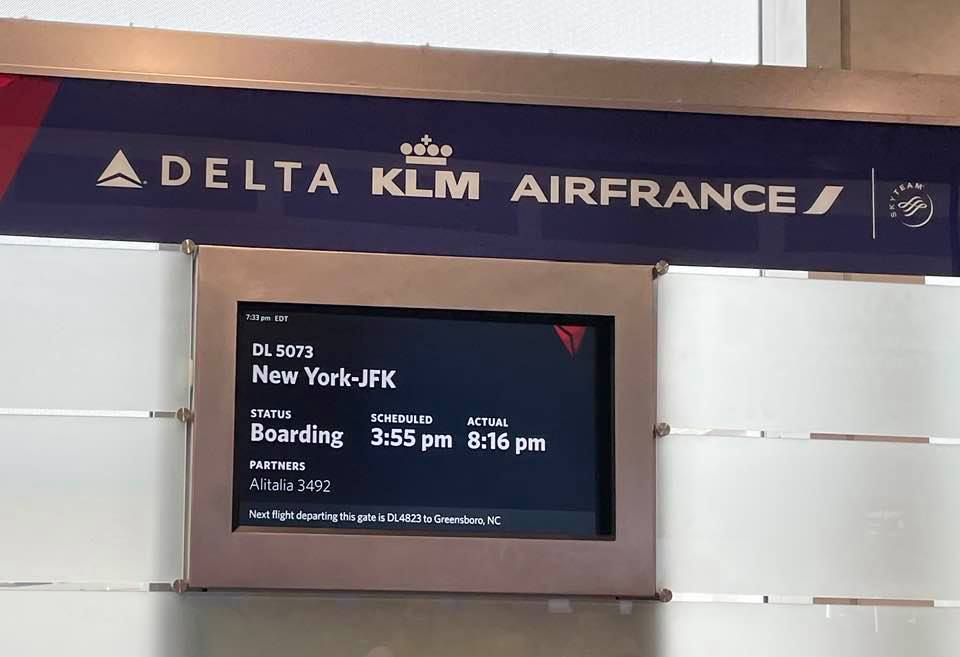 DELTA KLM AIRFRANCE SKYTEAM
7:33 pm EDT
DL 5073
New York-JFK
STATUS SCHEDULED ACTUAL
Boarding 3:55 pm 8:16 pm
PARTNERS
Alitalia 3492
Next flight departing this gate is DL4823 to Greensboro, NC